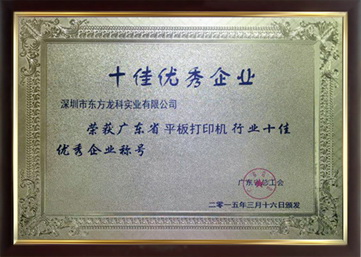 十佳优秀企业
深圳市东方龙科实业有限公司
荣获广东省平板打印机行业十佳
优秀企业称号
二零一五年三月十六日颁发